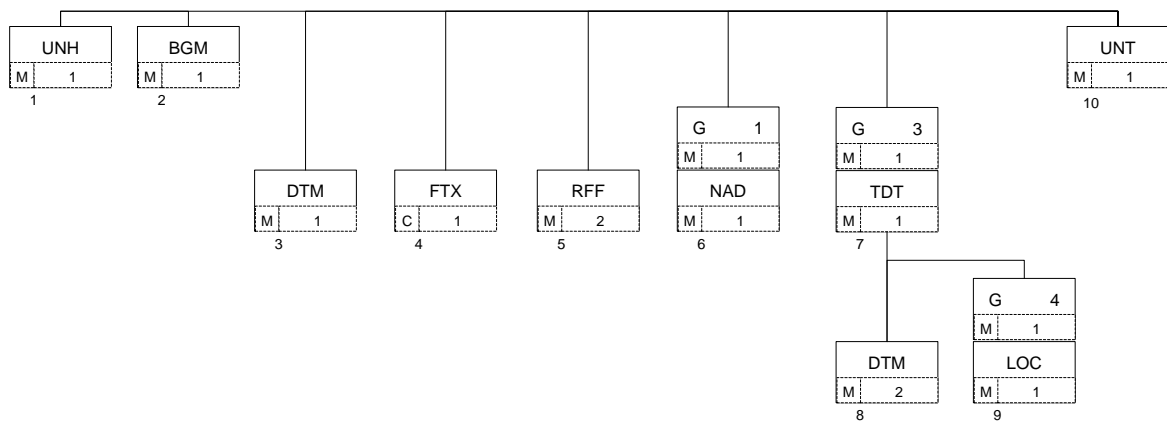 UNH BGM UNT
M 1 M 1 M 1
1 2 10
G 1 G 3
M 1 M 1
DTM FTX RFF NAD TDT
M 1 C 1 M 2 M 1 M 1
3 4 5 6 7
G 4
M 1
DTM LOC
M 2 M 1
8 9